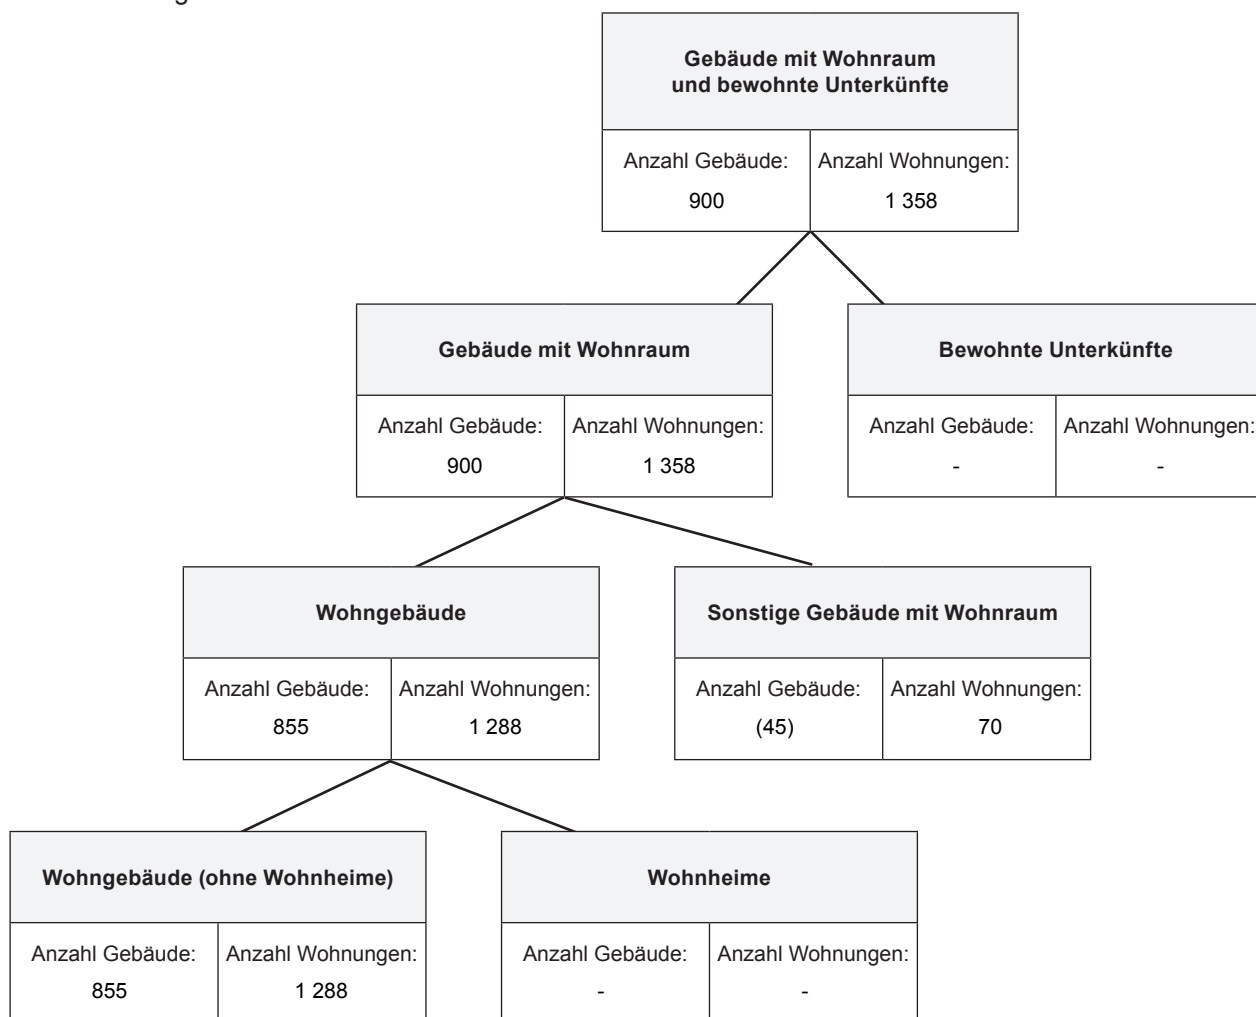 Gebäude mit Wohnraum
und bewohnte Unterkünfte
Anzahl Gebäude: Anzahl Wohnungen:
900 1 358
Gebäude mit Wohnraum
Anzahl Gebäude: Anzahl Wohnungen:
900 1 358
Bewohnte Unterkünfte
Anzahl Gebäude: Anzahl Wohnungen:
- -
Wohngebäude
Anzahl Gebäude: Anzahl Wohnungen:
855 1 288
Sonstige Gebäude mit Wohnraum
Anzahl Gebäude: Anzahl Wohnungen:
(45) 70
Wohngebäude (ohne Wohnheime)
Anzahl Gebäude: Anzahl Wohnungen:
855 1 288
Wohnheime
Anzahl Gebäude: Anzahl Wohnungen:
- -